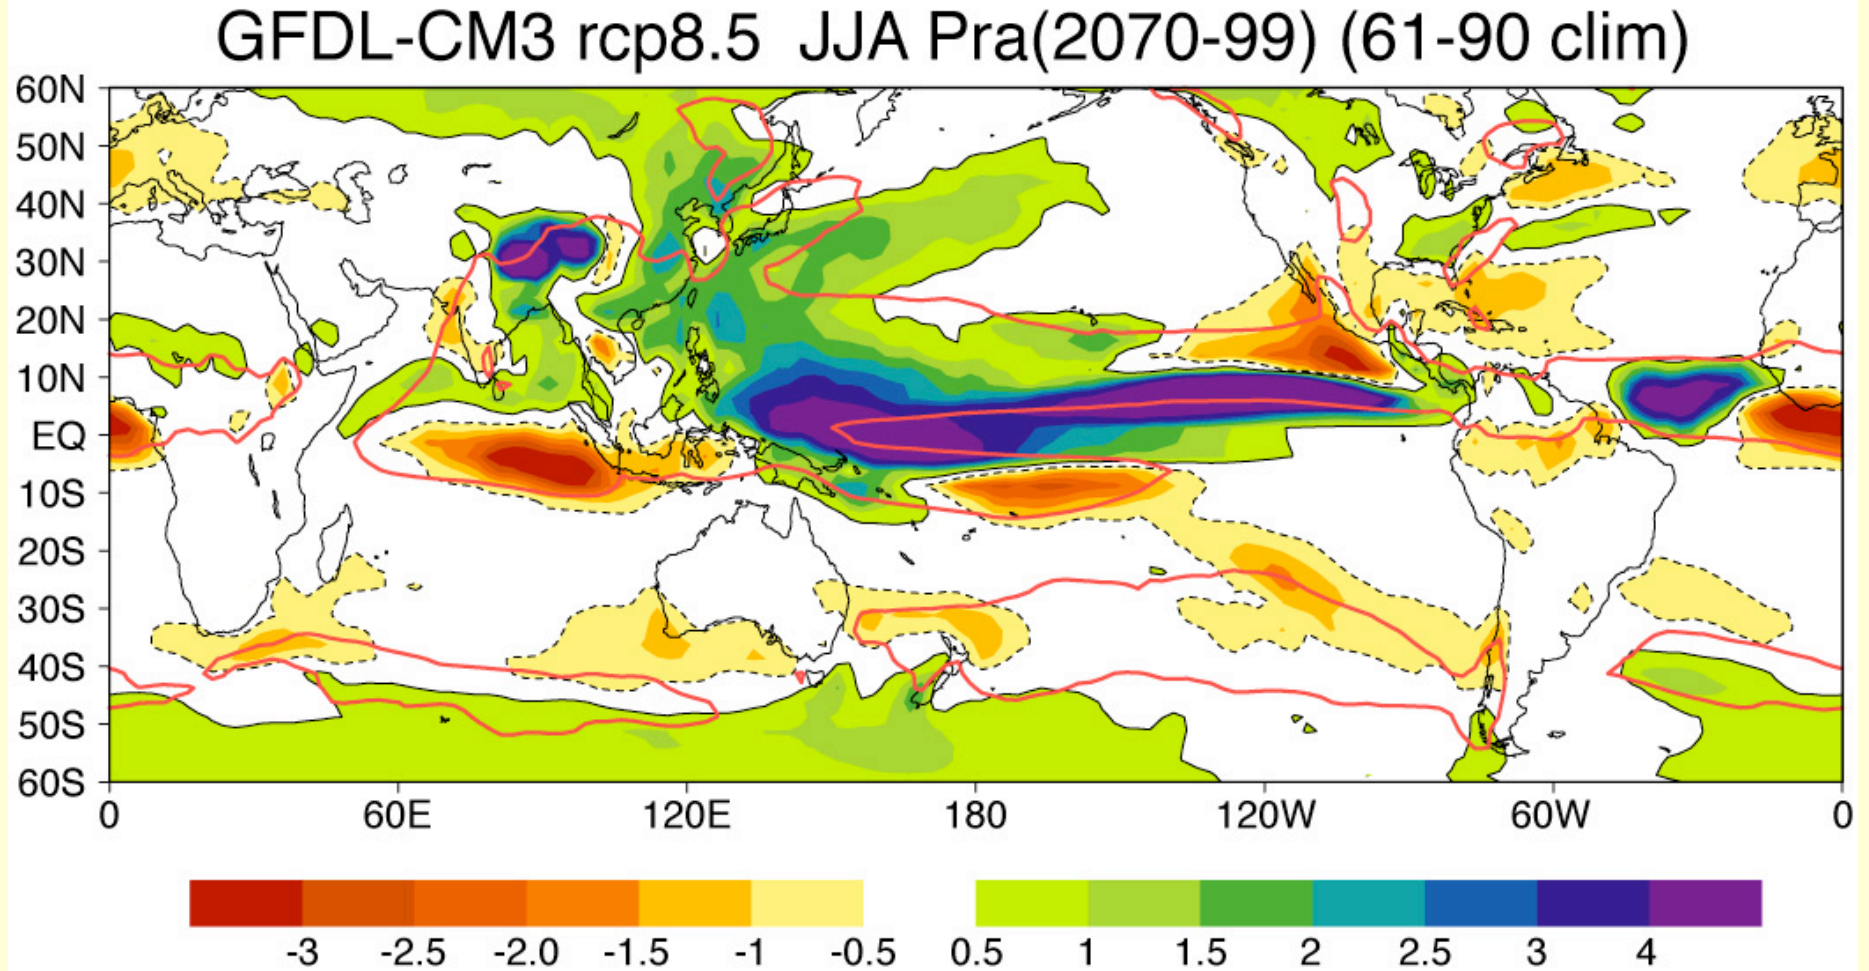 GFDL-CM3 rcp8.5 JJA Pra(2070-99) (61-90 clim)
60N
50N
40N
30N
20N
10N
EQ
10S
20S
30S
40S
50S
60S
0 60E 120E 180 120W 60W 0
-3 -2.5 -2.0 -1.5 -1 -0.5 0.5 1 1.5 2 2.5 3 4